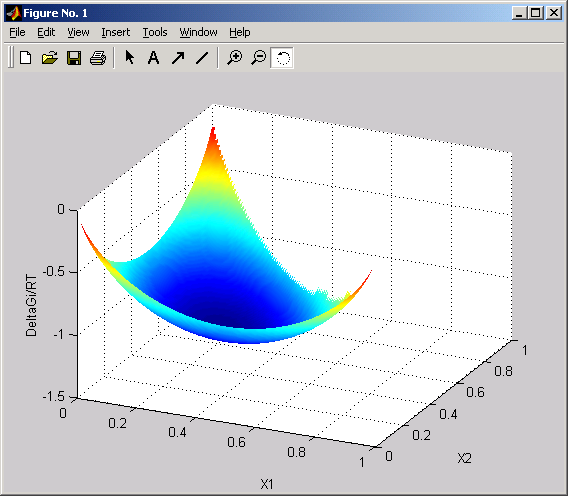 Figure No. 1
File Edit View Insert Tools Window Help
A
0
-0.5
-1
-1.5
DeltaGi/RT
0
0.2
0.4
0.6
0.8
1
X1
0
0.2
0.4
0.6
0.8
1
X2